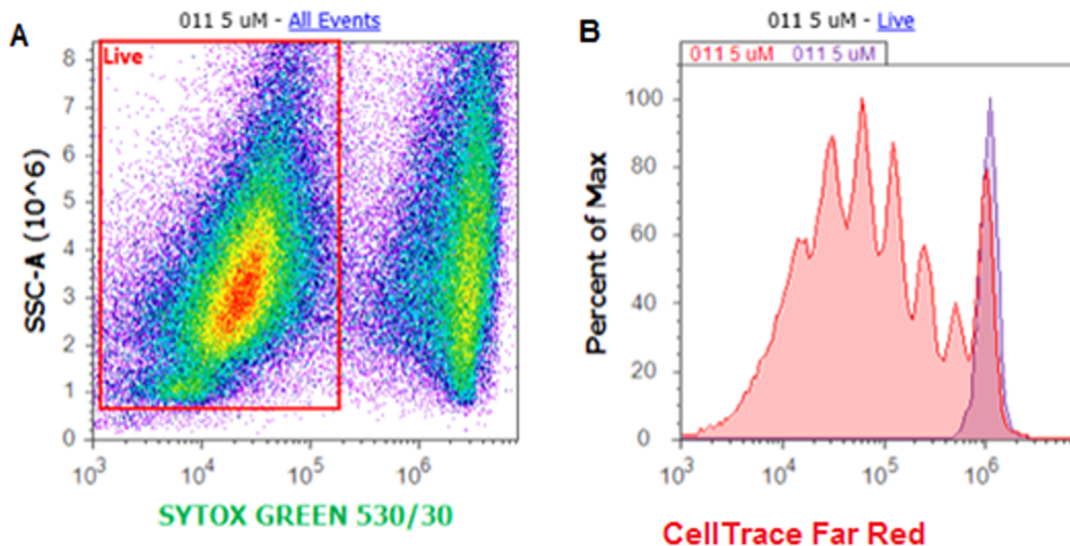 A
011 5 uM - All Events
Live
8
7
6
5
4
3
2
1
0
SSC-A (10^6)
10^3 10^4 10^5 10^6
SYTOX GREEN 530/30
B
011 5 uM - Live
011 5 uM 011 5 uM
100
80
60
40
20
0
Percent of Max
10^3 10^4 10^5 10^6
CellTrace Far Red